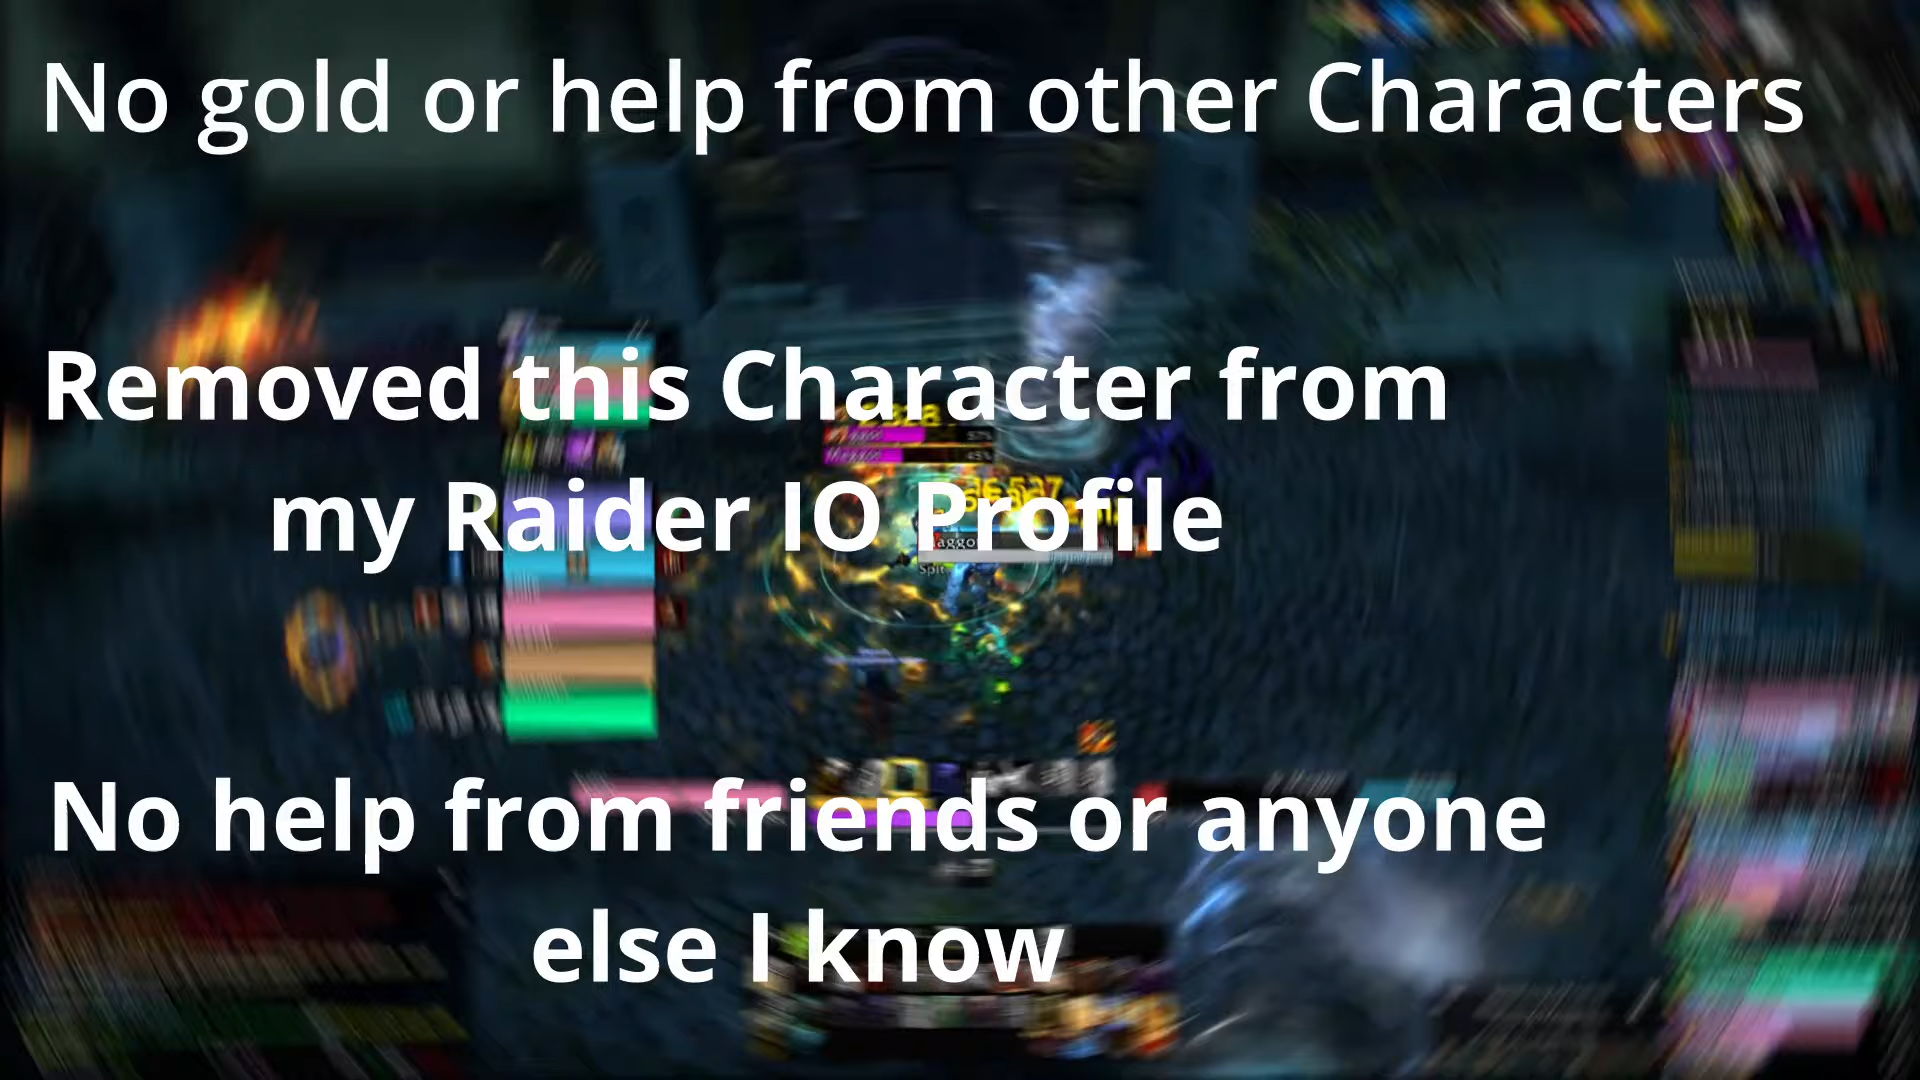 No gold or help from other Characters
Removed this Character from
my Raider IO Profile
No help from friends or anyone
else I know